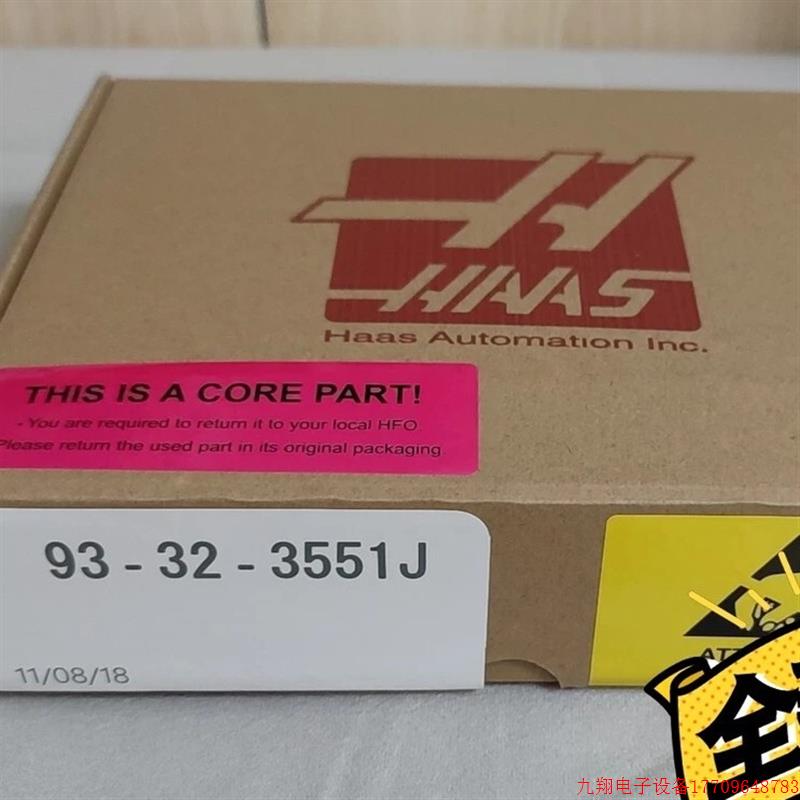 HAAS
Haas Automation Inc.
THIS IS A CORE PART!
- You are required to return it to your local HFO.
Please return the used part in its original packaging.
93 - 32 - 3551J
11/08/18
全
九翔电子设备17709648783